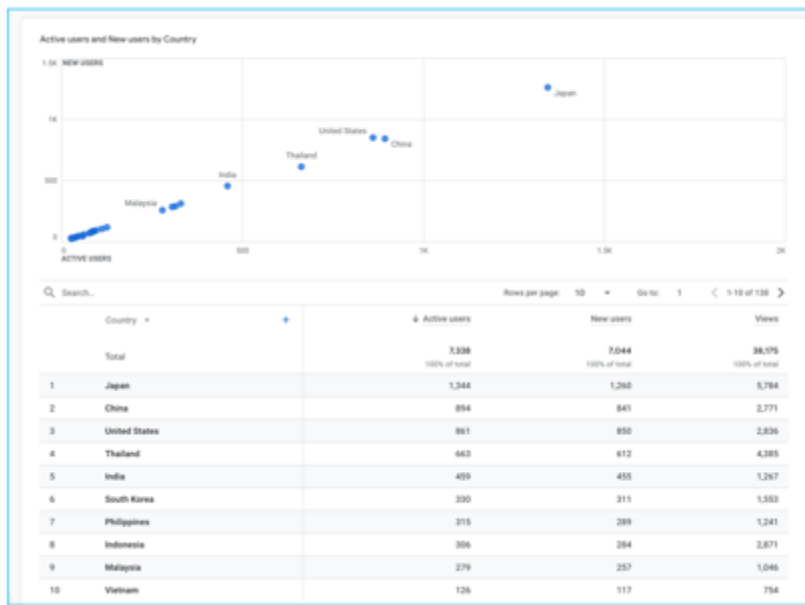 Active users and New users by Country
1.5K NEW USERS
Japan
1K
United States
China
Thailand
India
500
Malaysia
0
0 500 1K 1.5K 2K
ACTIVE USERS
Search... Rows per page: 10 Go to: 1 1-10 of 138
Country + ↓ Active users New users Views
Total 7,338 7,044 38,175
100% of total 100% of total 100% of total
1 Japan 1,344 1,260 5,784
2 China 894 841 2,771
3 United States 861 850 2,836
4 Thailand 663 612 4,385
5 India 459 455 1,267
6 South Korea 330 311 1,553
7 Philippines 315 289 1,241
8 Indonesia 306 284 2,871
9 Malaysia 279 257 1,046
10 Vietnam 126 117 754